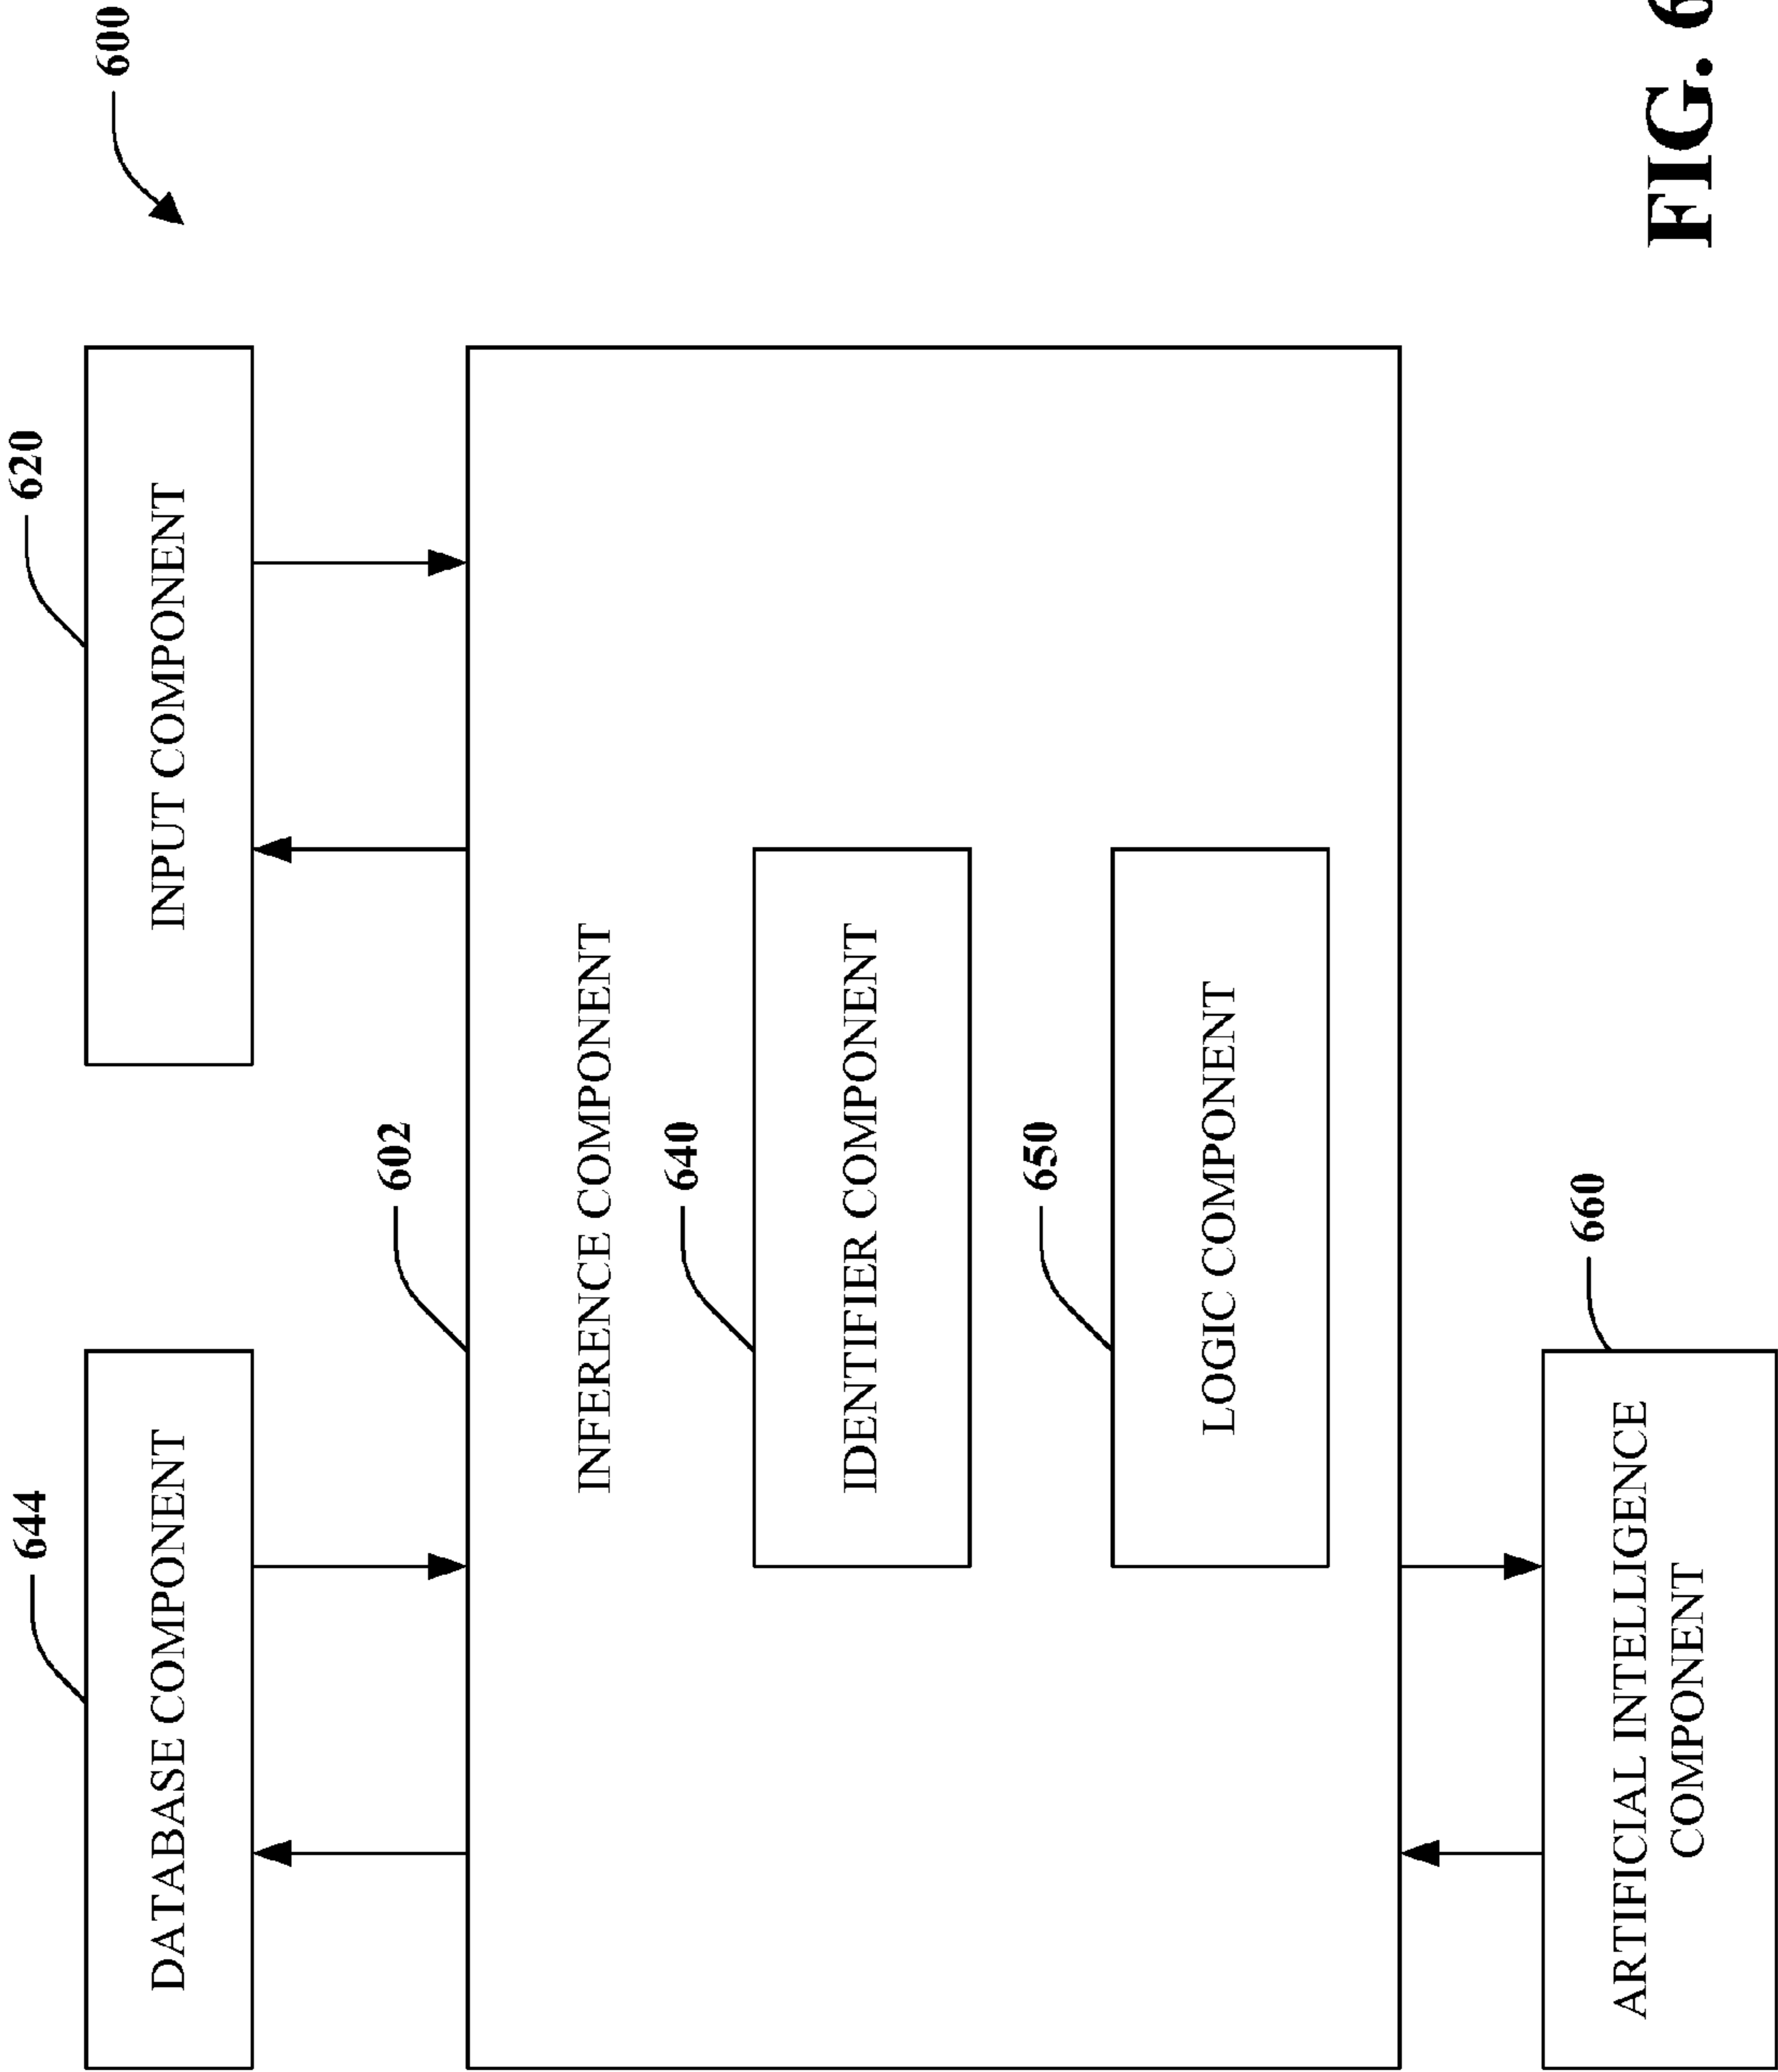 600
644
620
DATABASE COMPONENT
INPUT COMPONENT
602
INFERENCE COMPONENT
640
IDENTIFIER COMPONENT
650
LOGIC COMPONENT
660
ARTIFICIAL INTELLIGENCE
COMPONENT
FIG. 6